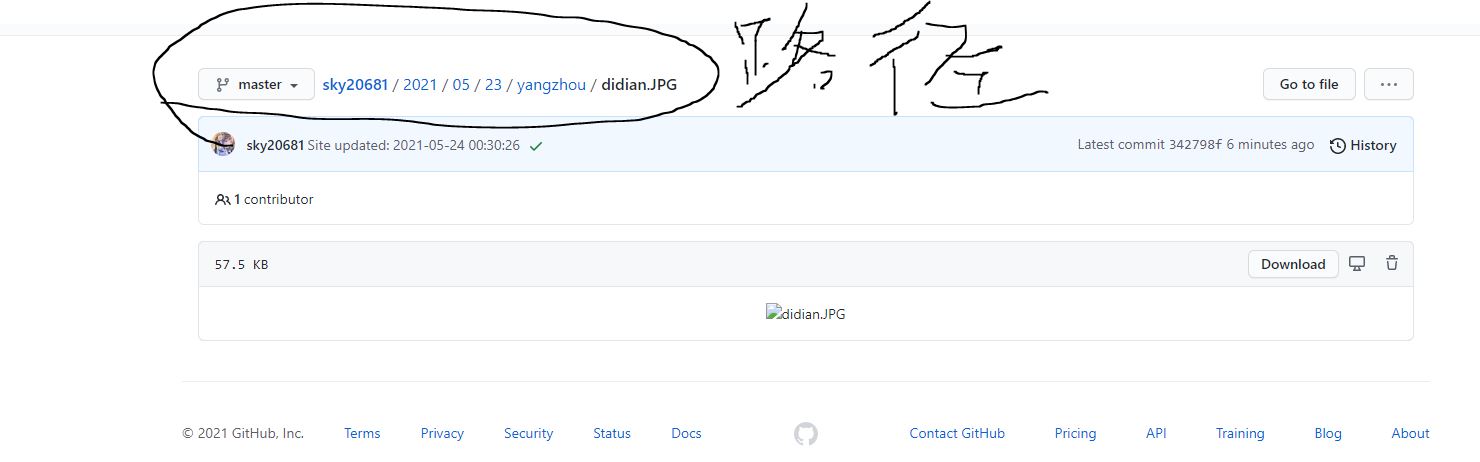 路径
master sky20681 / 2021 / 05 / 23 / yangzhou / didian.JPG Go to file ...
sky20681 Site updated: 2021-05-24 00:30:26 Latest commit 342798f 6 minutes ago History
1 contributor
57.5 KB Download
didian.JPG
© 2021 GitHub, Inc. Terms Privacy Security Status Docs Contact GitHub Pricing API Training Blog About